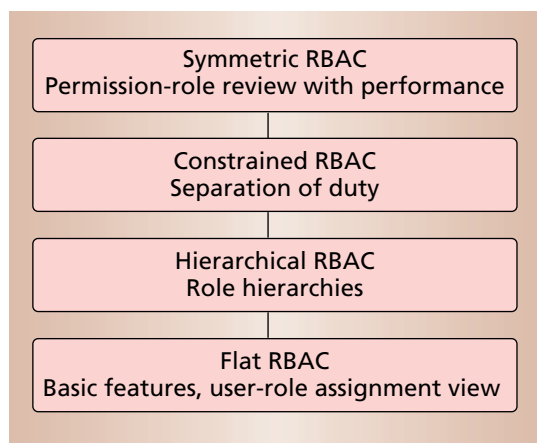 Symmetric RBAC
Permission-role review with performance
Constrained RBAC
Separation of duty
Hierarchical RBAC
Role hierarchies
Flat RBAC
Basic features, user-role assignment view